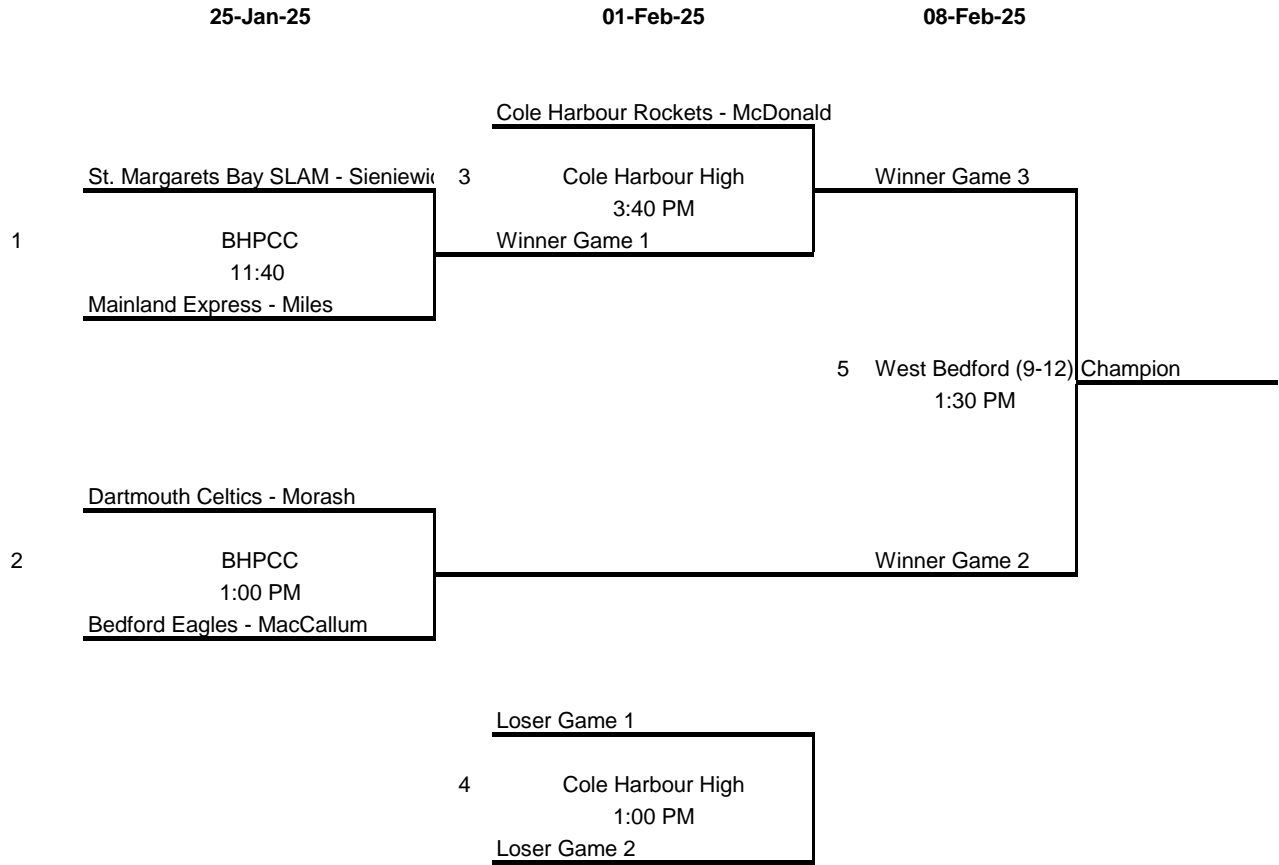 25-Jan-25 01-Feb-25 08-Feb-25
Cole Harbour Rockets - McDonald
St. Margarets Bay SLAM - Sieniewic 3 Cole Harbour High Winner Game 3
3:40 PM
1 BHPCC Winner Game 1
11:40
Mainland Express - Miles
5 West Bedford (9-12) Champion
1:30 PM
Dartmouth Celtics - Morash
2 BHPCC Winner Game 2
1:00 PM
Bedford Eagles - MacCallum
Loser Game 1
4 Cole Harbour High
1:00 PM
Loser Game 2